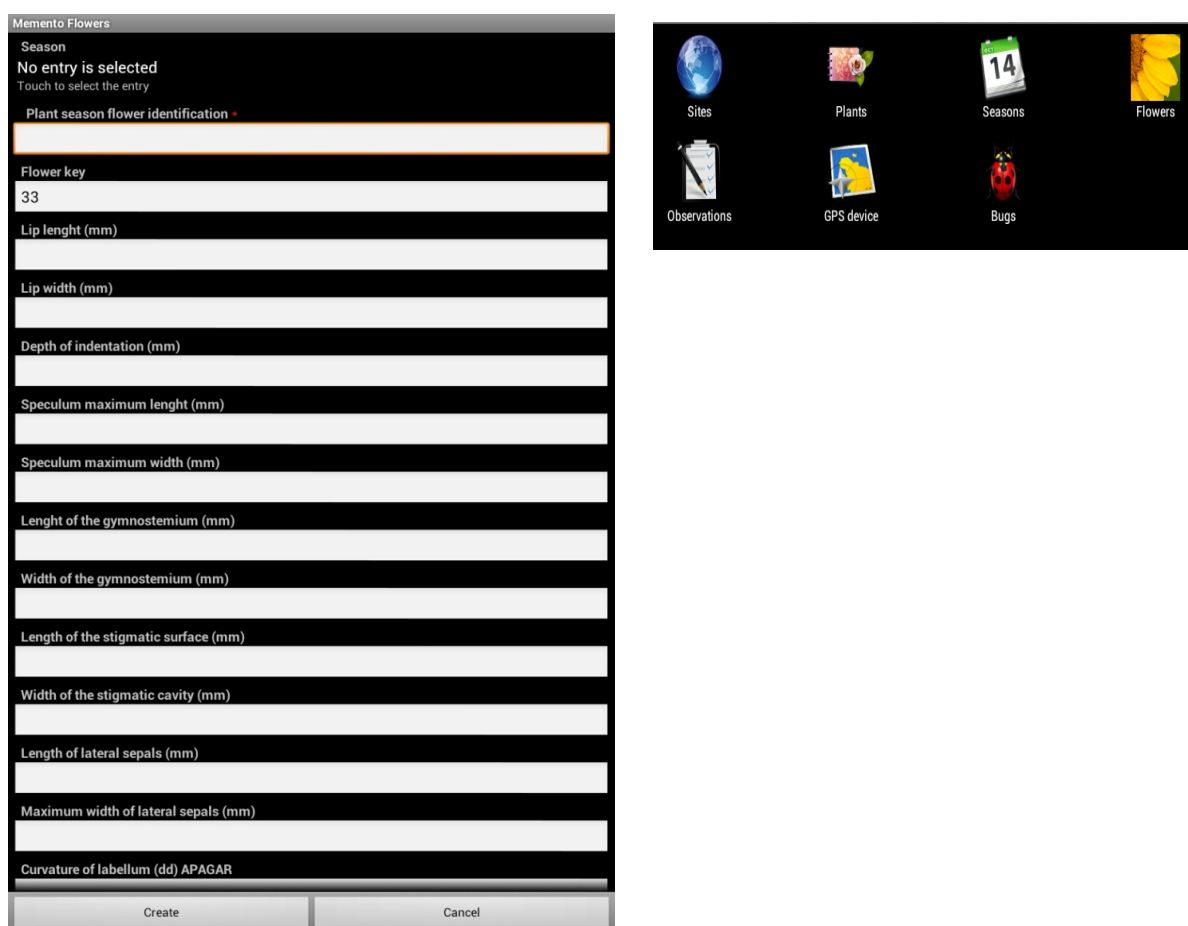 Memento Flowers
Season
No entry is selected
Touch to select the entry
Plant season flower identification *
Flower key
33
Lip lenght (mm)
Lip width (mm)
Depth of indentation (mm)
Speculum maximum lenght (mm)
Speculum maximum width (mm)
Lenght of the gymnostemium (mm)
Width of the gymnostemium (mm)
Length of the stigmatic surface (mm)
Width of the stigmatic cavity (mm)
Length of lateral sepals (mm)
Maximum width of lateral sepals (mm)
Curvature of labellum (dd) APAGAR
Create Cancel
OCT
14
Sites Plants Seasons Flowers
Observations GPS device Bugs